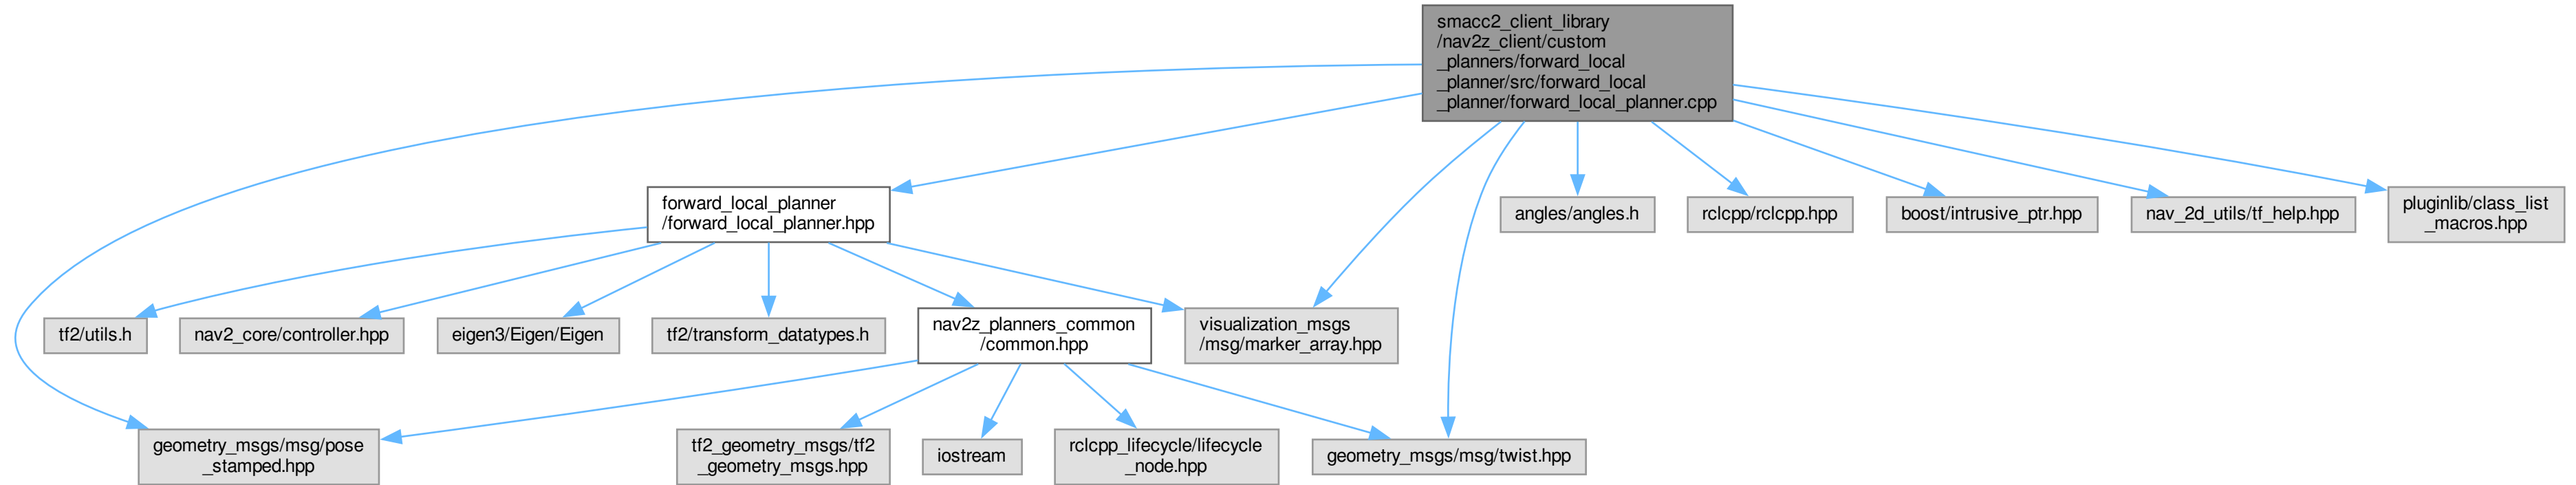 smacc2_client_library
/nav2z_client/custom
_planners/forward_local
_planner/src/forward_local
_planner/forward_local_planner.cpp
forward_local_planner
/forward_local_planner.hpp
angles/angles.h
rclcpp/rclcpp.hpp
boost/intrusive_ptr.hpp
nav_2d_utils/tf_help.hpp
pluginlib/class_list
_macros.hpp
tf2/utils.h
nav2_core/controller.hpp
eigen3/Eigen/Eigen
tf2/transform_datatypes.h
nav2z_planners_common
/common.hpp
visualization_msgs
/msg/marker_array.hpp
geometry_msgs/msg/pose
_stamped.hpp
tf2_geometry_msgs/tf2
_geometry_msgs.hpp
iostream
rclcpp_lifecycle/lifecycle
_node.hpp
geometry_msgs/msg/twist.hpp